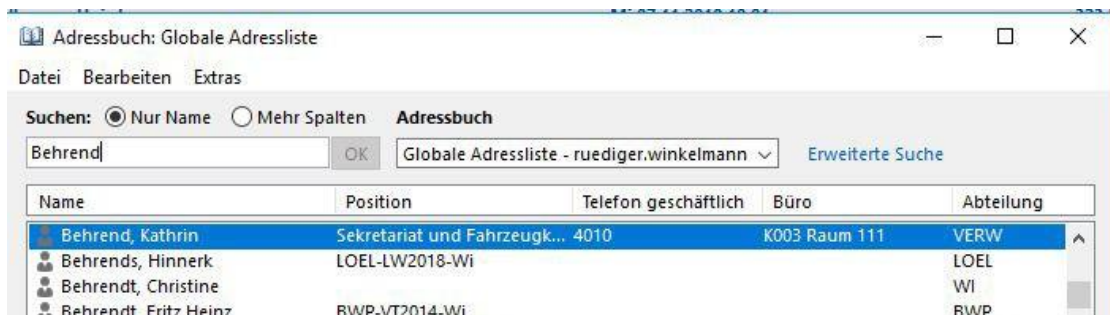 Adressbuch: Globale Adressliste
Datei Bearbeiten Extras
Suchen: Nur Name Mehr Spalten Adressbuch
Behrend OK Globale Adressliste - ruediger.winkelmann Erweiterte Suche
Name Position Telefon geschäftlich Büro Abteilung
Behrend, Kathrin Sekretariat und Fahrzeugk... 4010 K003 Raum 111 VERW
Behrends, Hinnerk LOEL-LW2018-Wi LOEL
Behrendt, Christine WI
Behrendt, Fritz Heinz BWP-VT2014-Wi BWP